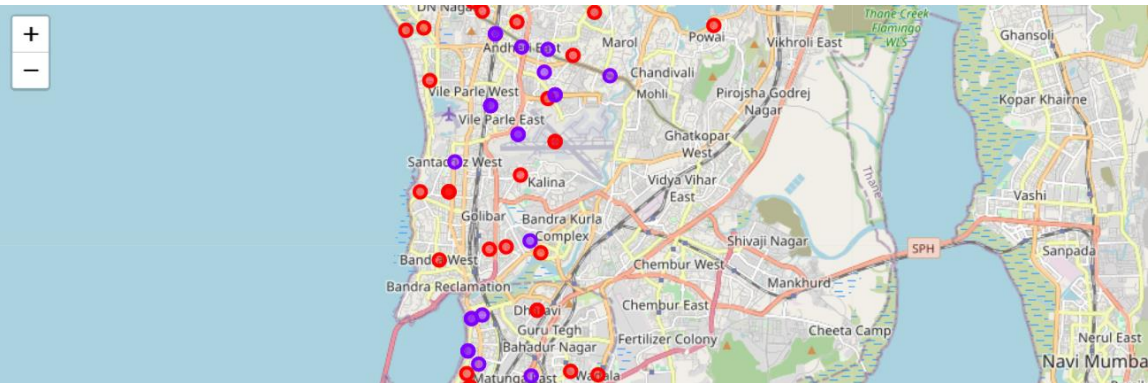 DN Nagar
Thane Creek
Flamingo
WLS
+
Ghansoli
Powai
Vikhroli East
Marol
Andheri East
−
Chandivali
Vile Parle West
Mohli
Pirojsha Godrej
Nagar
Kopar Khairne
Vile Parle East
Ghatkopar
West
Santacruz West
Kalina
Vidya Vihar
East
Thane
Vashi
Golibar
Bandra Kurla
Complex
Shivaji Nagar
SPH
Sanpada
Bandra West
Chembur West
Mankhurd
Bandra Reclamation
Dharavi
Chembur East
Guru Tegh
Bahadur Nagar
Fertilizer Colony
Cheeta Camp
Nerul East
Navi Mumba
Matunga East
Wadala